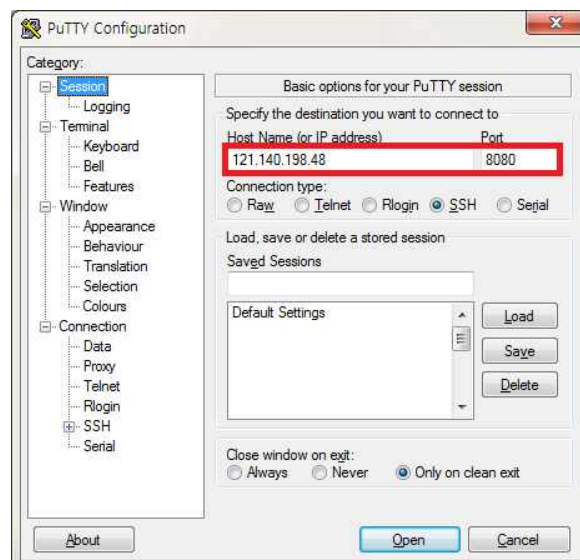 PuTTY Configuration
Category:
Session
Logging
Terminal
Keyboard
Bell
Features
Window
Appearance
Behaviour
Translation
Selection
Colours
Connection
Data
Proxy
Telnet
Rlogin
SSH
Serial
Basic options for your PuTTY session
Specify the destination you want to connect to
Host Name (or IP address) Port
121.140.198.48 8080
Connection type:
Raw Telnet Rlogin SSH Serial
Load, save or delete a stored session
Saved Sessions
Default Settings
Load
Save
Delete
Close window on exit:
Always Never Only on clean exit
About Open Cancel